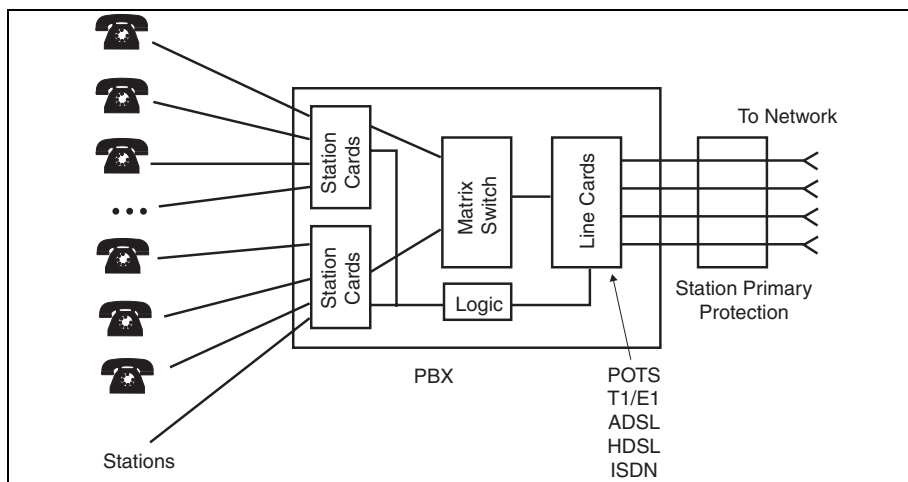 To Network
Station
Cards
Matrix
Switch
Line Cards
...
Station
Cards
Logic
Station Primary
Protection
PBX
POTS
T1/E1
ADSL
HDSL
ISDN
Stations